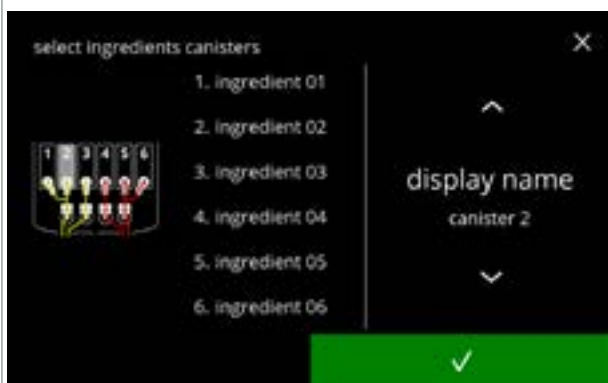 select ingredients canisters
1. ingredient 01
2. ingredient 02
3. ingredient 03
4. ingredient 04
5. ingredient 05
6. ingredient 06
1 2 3 4 5 6
display name
canister 2